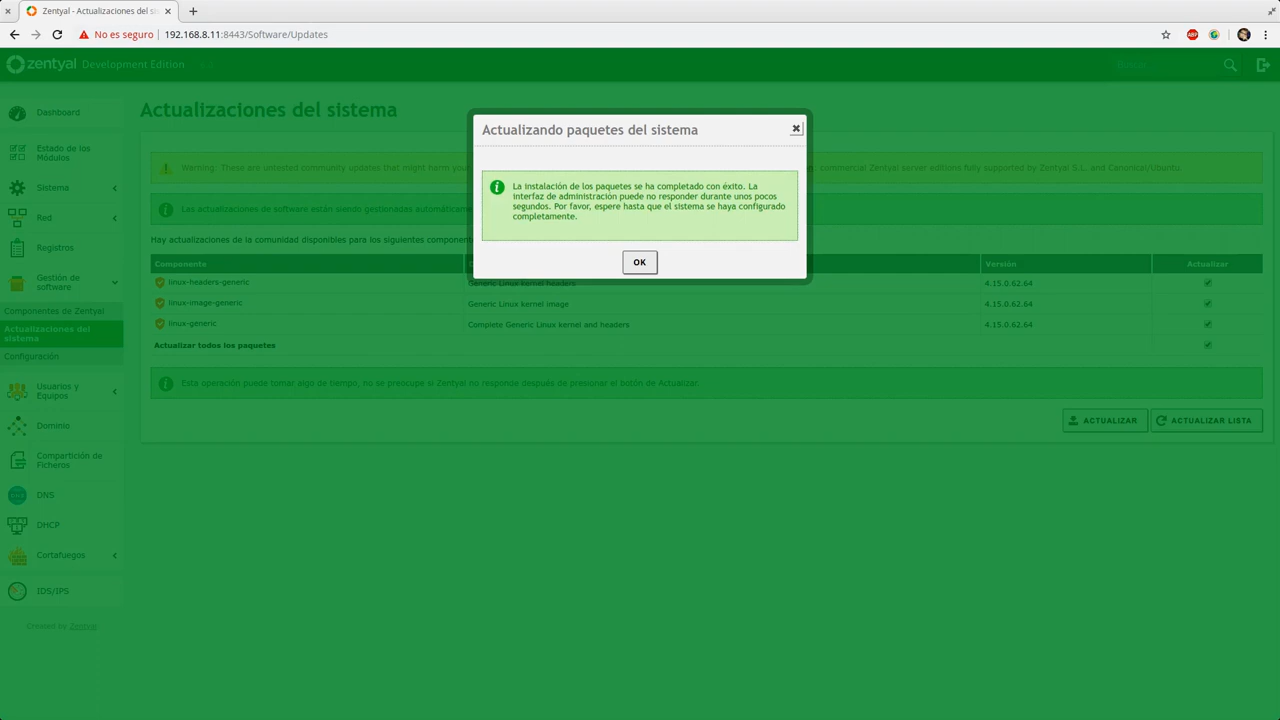 Zentyal - Actualizaciones del si
No es seguro
192.168.8.11:8443/Software/Updates
ABP
zentyal Development Edition
Buscar
Dashboard
Estado de los
Módulos
Sistema
Red
Registros
Gestión de
software
Componentes de Zentyal
Actualizaciones del
sistema
Configuración
Usuarios y
Equipos
Dominio
Compartición de
Ficheros
DNS
DHCP
Cortafuegos
IDS/IPS
Created by Zentyal
Actualizaciones del sistema
Warning: These are untested community updates that might harm your
commercial Zentyal server editions fully supported by Zentyal S.L. and Canonical/Ubuntu.
Las actualizaciones de software están siendo gestionadas
Hay actualizaciones de la comunidad disponibles para los siguientes
Componente
Versión
Actualizar
linux-headers-generic
Generic Linux kernel headers
4.15.0.62.64
linux-image-generic
Generic Linux kernel image
4.15.0.62.64
linux-generic
Complete Generic Linux kernel and headers
4.15.0.62.64
Actualizar todos los paquetes
Esta operación puede tomar algo de tiempo, no se preocupe si Zentyal no responde después de presionar el botón de Actualizar.
ACTUALIZAR
ACTUALIZAR LISTA
Actualizando paquetes del sistema
La instalación de los paquetes se ha completado con éxito. La
interfaz de administración puede no responder durante unos pocos
segundos. Por favor, espere hasta que el sistema se haya configurado
completamente.
OK